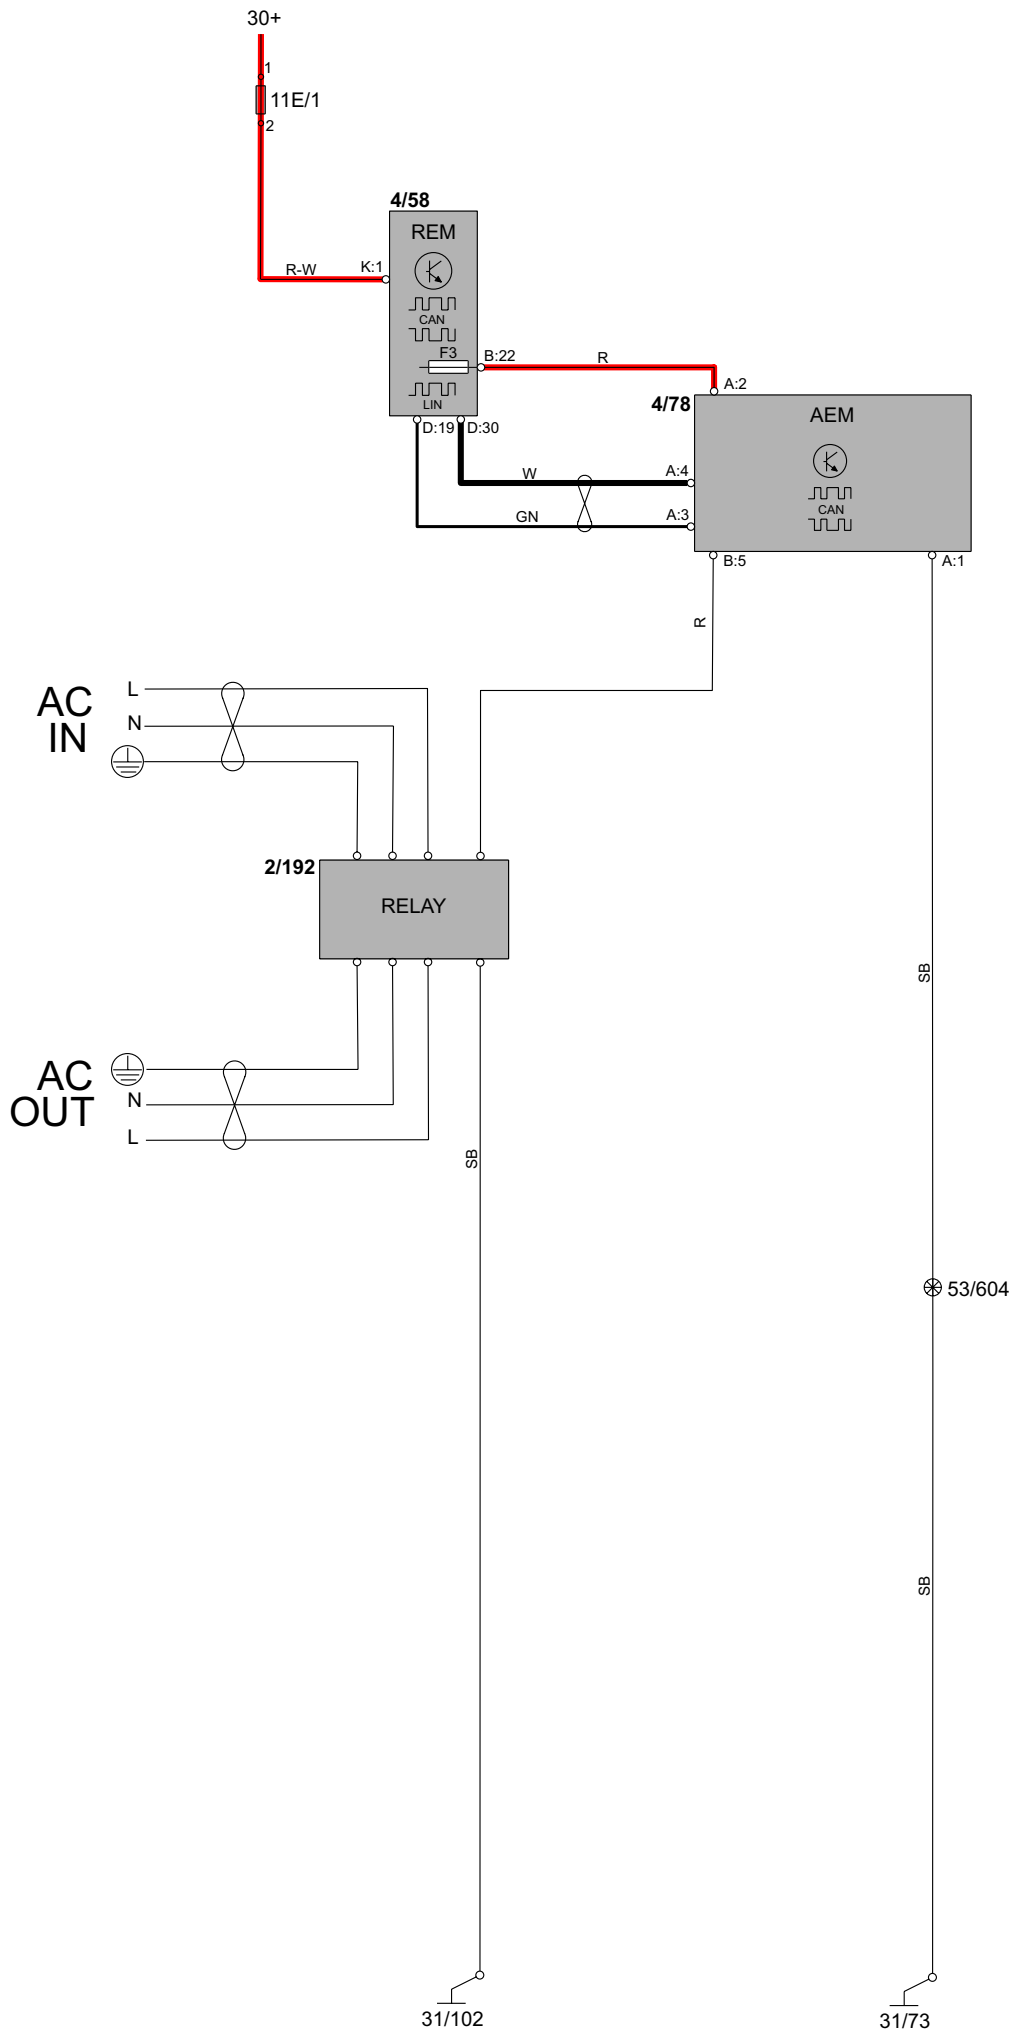 30+
1
11E/1
2
4/58
REM
R-W
K:1
CAN
F3
B:22
R
A:2
LIN
4/78
AEM
D:19
D:30
W
A:4
CAN
GN
A:3
B:5
A:1
R
L
AC
IN
N
2/192
RELAY
SB
AC
OUT
N
L
SB
53/604
SB
31/102
31/73